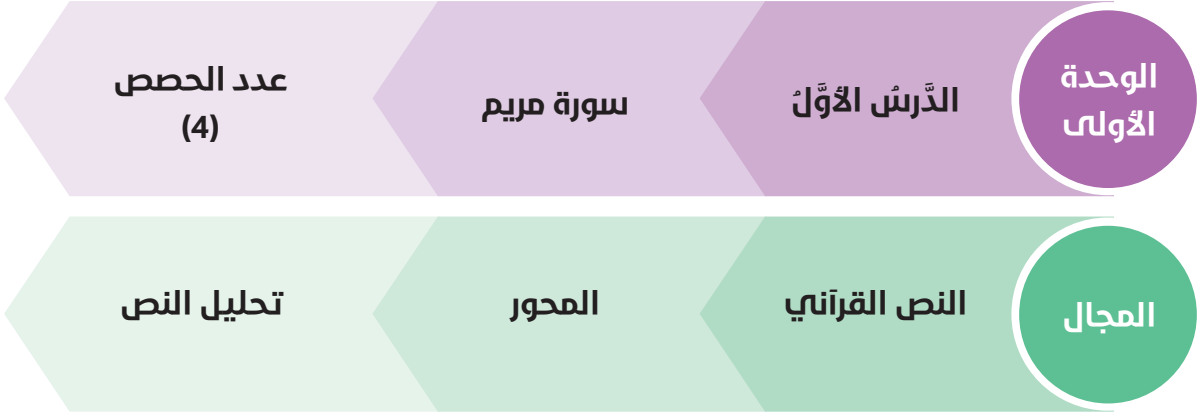 الوحدة
الأولى
الدَّرسُ الأوَّلُ
سورة مريم
عدد الحصص
(4)
المجال
النص القرآني
المحور
تحليل النص